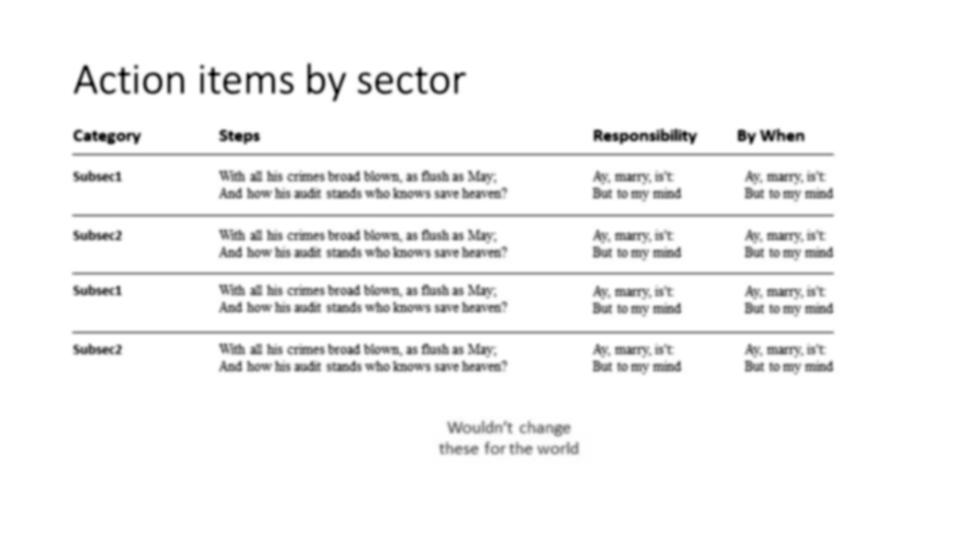 Action items by sector
Category Steps Responsibility By When
Subsec1 With all his crimes broad blown, as flush as May; Ay, marry, is't: Ay, marry, is't:
And how his audit stands who knows save heaven? But to my mind But to my mind
Subsec2 With all his crimes broad blown, as flush as May; Ay, marry, is't: Ay, marry, is't:
And how his audit stands who knows save heaven? But to my mind But to my mind
Subsec1 With all his crimes broad blown, as flush as May; Ay, marry, is't: Ay, marry, is't:
And how his audit stands who knows save heaven? But to my mind But to my mind
Subsec2 With all his crimes broad blown, as flush as May; Ay, marry, is't: Ay, marry, is't:
And how his audit stands who knows save heaven? But to my mind But to my mind
Wouldn't change
these for the world